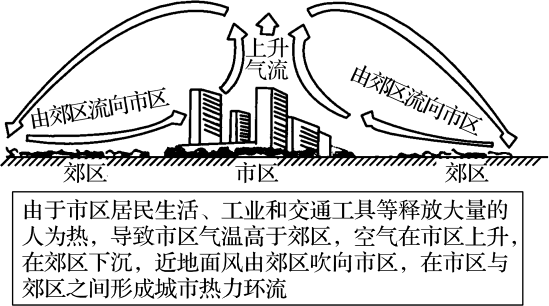 上升
气流
由郊区流向市区
由郊区流向市区
郊区
市区
郊区
由于市区居民生活、工业和交通工具等释放大量的
人为热，导致市区气温高于郊区，空气在市区上升，
在郊区下沉，近地面风由郊区吹向市区，在市区与
郊区之间形成城市热力环流